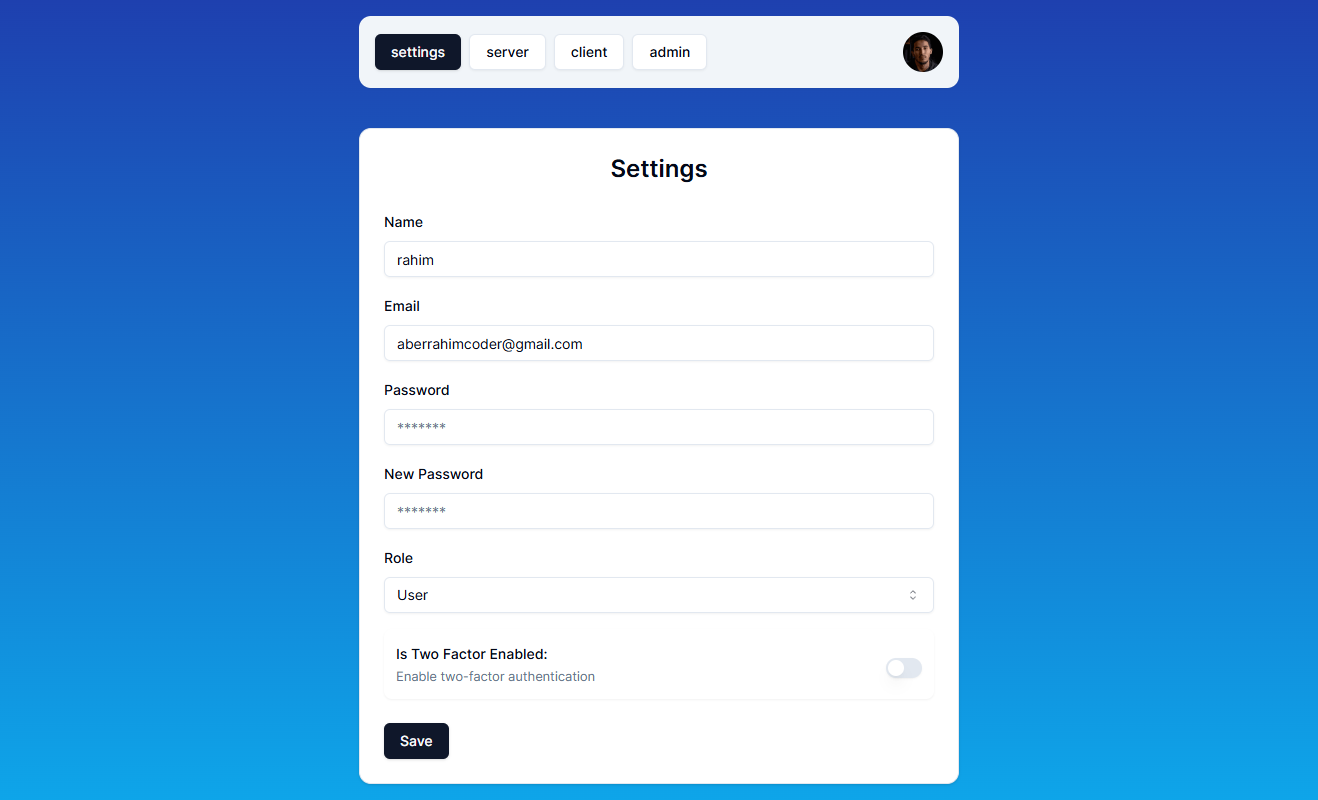 settings server client admin
Settings
Name
rahim
Email
aberrahimcoder@gmail.com
Password
*******
New Password
*******
Role
User
Is Two Factor Enabled:
Enable two-factor authentication
Save